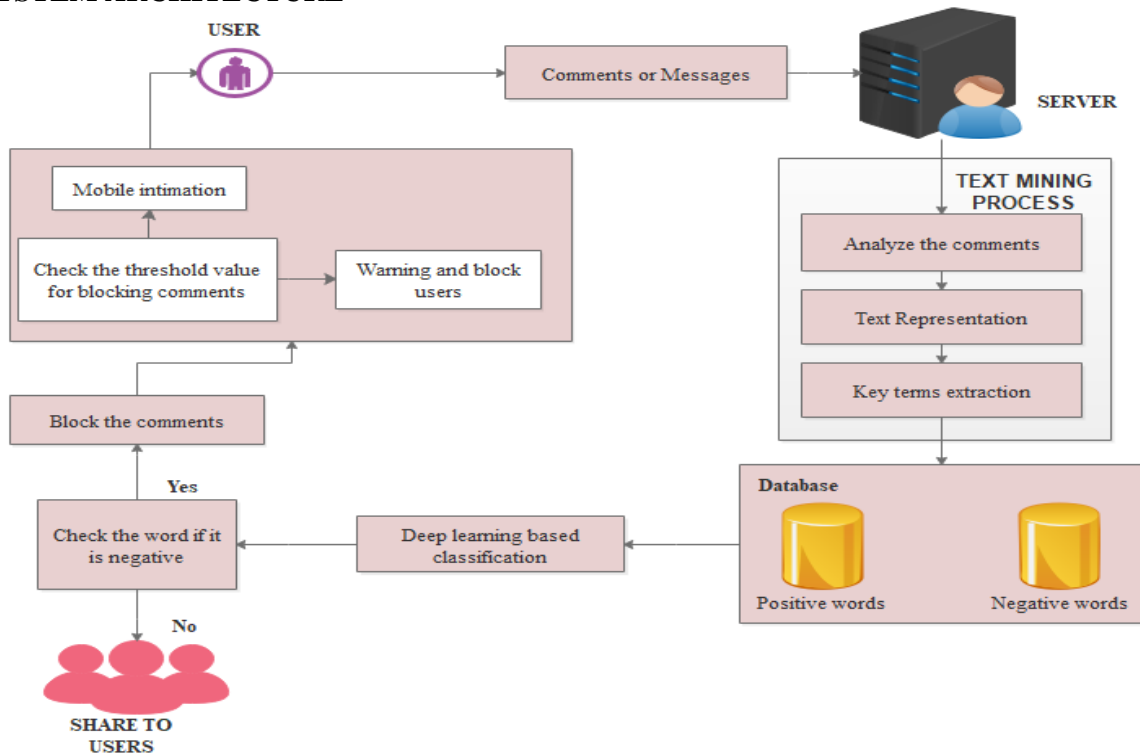 USER
Comments or Messages
SERVER
Mobile intimation
Check the threshold value
for blocking comments
Warning and block
users
TEXT MINING
PROCESS
Analyze the comments
Text Representation
Key terms extraction
Block the comments
Yes
Check the word if it
is negative
No
Deep learning based
classification
Database
Positive words
Negative words
SHARE TO
USERS